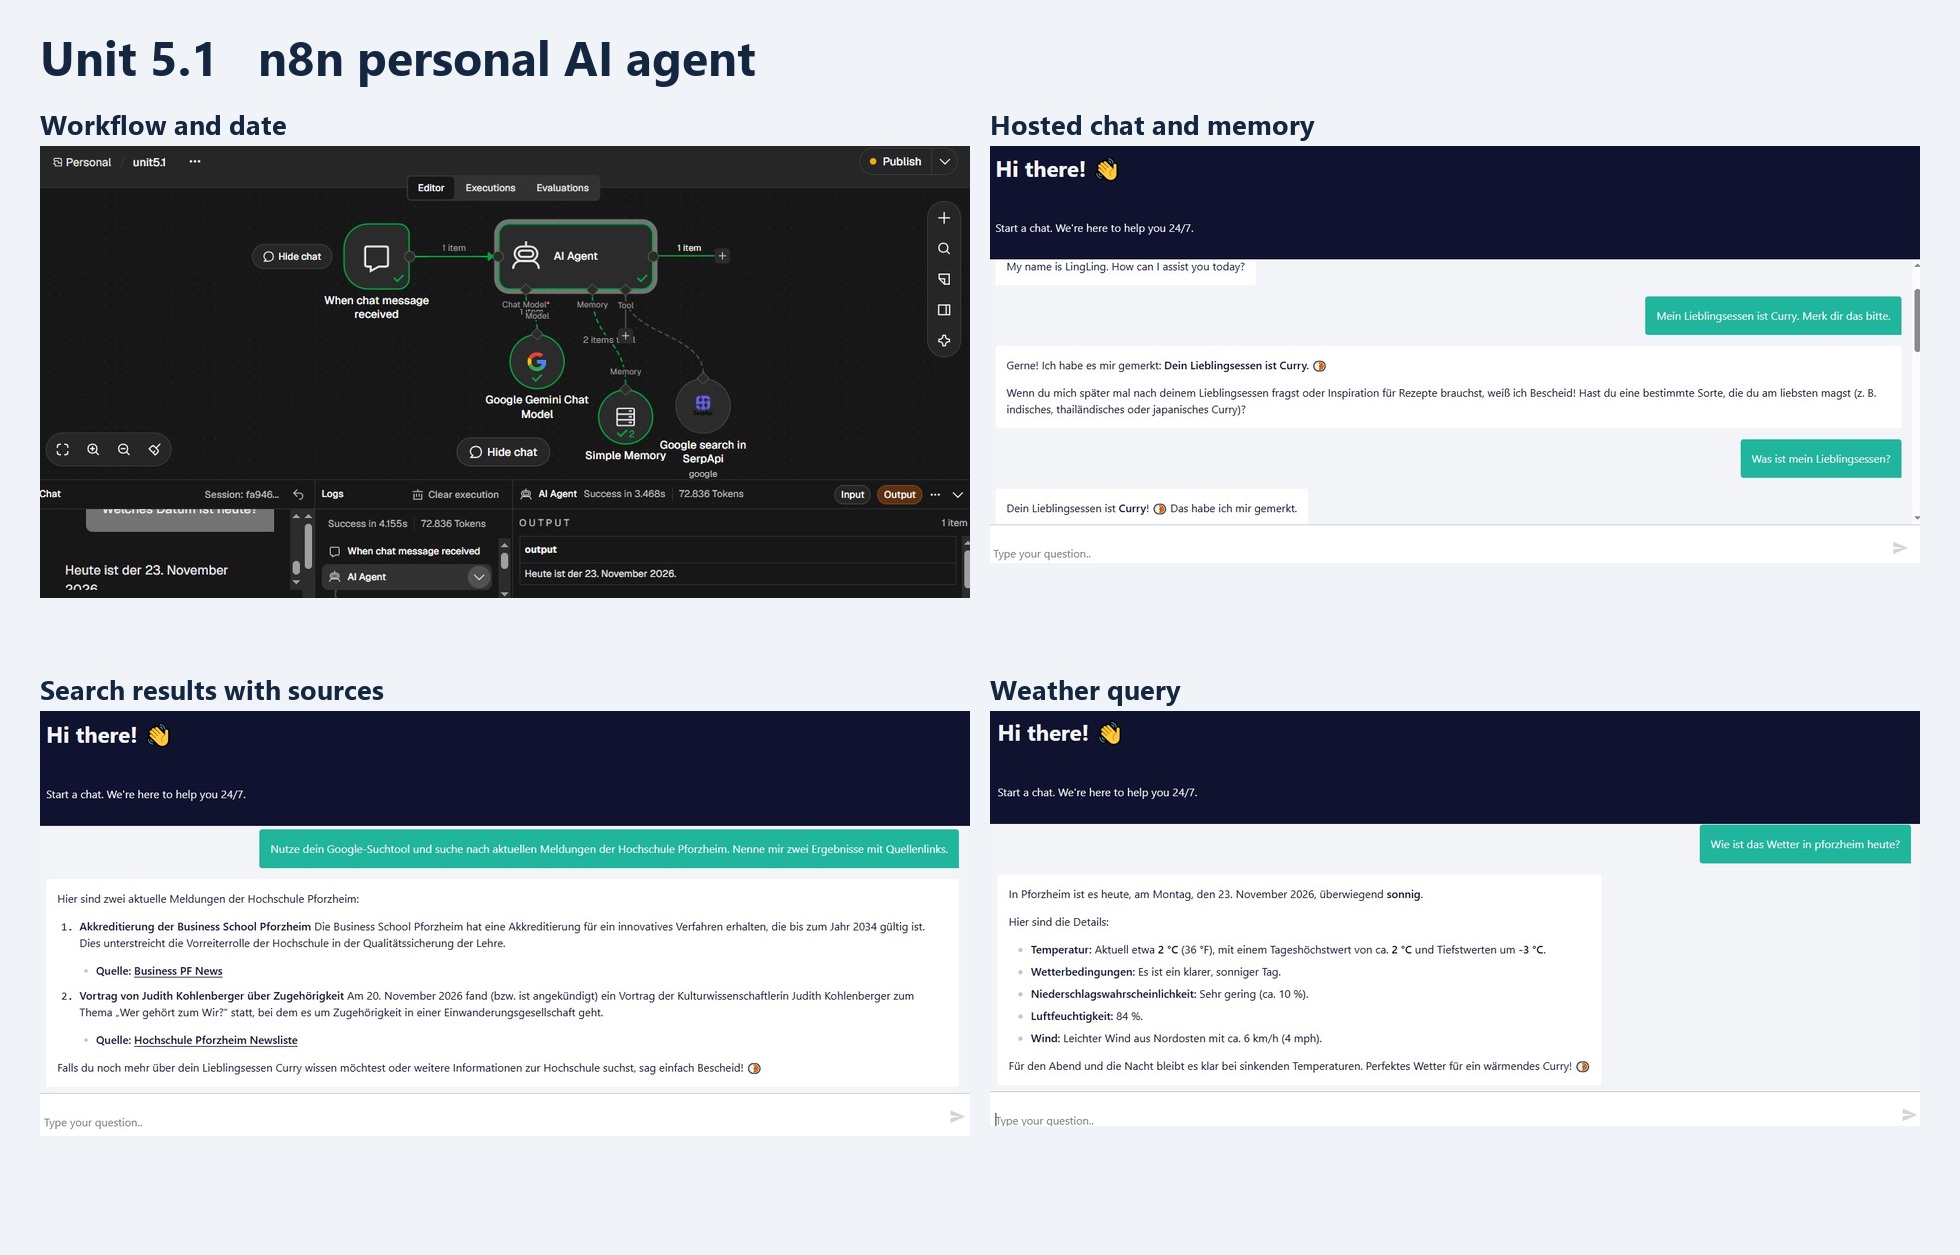 Unit 5.1 n8n personal AI agent
Workflow and date
Personal / unit5.1 ...
Publish
Editor Executions Evaluations
Hide chat
1 item
AI Agent
1 item
When chat message
received
Chat Model*
Memory
Tool
1 item
Model
2 items
Memory
Google Gemini Chat
Model
Simple Memory
2
SerpApi
Google search in
SerpApi
google
Hide chat
Chat
Session: fa946...
Welches Datum ist heute?
Heute ist der 23. November
2026
Logs
Clear execution
Success in 4.155s 72.836 Tokens
When chat message received
AI Agent
AI Agent Success in 3.468s 72.836 Tokens
Input Output ...
OUTPUT
1 item
output
Heute ist der 23. November 2026.
Hosted chat and memory
Hi there! 👋
Start a chat. We're here to help you 24/7.
My name is LingLing. How can I assist you today?
Mein Lieblingsessen ist Curry. Merk dir das bitte.
Gerne! Ich habe es mir gemerkt: Dein Lieblingsessen ist Curry. 🍛
Wenn du mich später mal nach deinem Lieblingsessen fragst oder Inspiration für Rezepte brauchst, weiß ich Bescheid! Hast du eine bestimmte Sorte, die du am liebsten magst (z. B.
indisches, thailändisches oder japanisches Curry)?
Was ist mein Lieblingsessen?
Dein Lieblingsessen ist Curry! 🍛 Das habe ich mir gemerkt.
Type your question..
Search results with sources
Hi there! 👋
Start a chat. We're here to help you 24/7.
Nutze dein Google-Suchtool und suche nach aktuellen Meldungen der Hochschule Pforzheim. Nenne mir zwei Ergebnisse mit Quellenlinks.
Hier sind zwei aktuelle Meldungen der Hochschule Pforzheim:
1. Akkreditierung der Business School Pforzheim Die Business School Pforzheim hat eine Akkreditierung für ein innovatives Verfahren erhalten, die bis zum Jahr 2034 gültig ist.
Dies unterstreicht die Vorreiterrolle der Hochschule in der Qualitätssicherung der Lehre.
Quelle: Business PF News
2. Vortrag von Judith Kohlenberger über Zugehörigkeit Am 20. November 2026 fand (bzw. ist angekündigt) ein Vortrag der Kulturwissenschaftlerin Judith Kohlenberger zum
Thema „Wer gehört zum Wir?“ statt, bei dem es um Zugehörigkeit in einer Einwanderungsgesellschaft geht.
Quelle: Hochschule Pforzheim Newsliste
Falls du noch mehr über dein Lieblingsessen Curry wissen möchtest oder weitere Informationen zur Hochschule suchst, sag einfach Bescheid! 🍛
Type your question..
Weather query
Hi there! 👋
Start a chat. We're here to help you 24/7.
Wie ist das Wetter in pforzheim heute?
In Pforzheim ist es heute, am Montag, den 23. November 2026, überwiegend sonnig.
Hier sind die Details:
Temperatur: Aktuell etwa 2 °C (36 °F), mit einem Tageshöchstwert von ca. 2 °C und Tiefstwerten um -3 °C.
Wetterbedingungen: Es ist ein klarer, sonniger Tag.
Niederschlagswahrscheinlichkeit: Sehr gering (ca. 10 %).
Luftfeuchtigkeit: 84 %.
Wind: Leichter Wind aus Nordosten mit ca. 6 km/h (4 mph).
Für den Abend und die Nacht bleibt es klar bei sinkenden Temperaturen. Perfektes Wetter für ein wärmendes Curry! 🍛
Type your question..